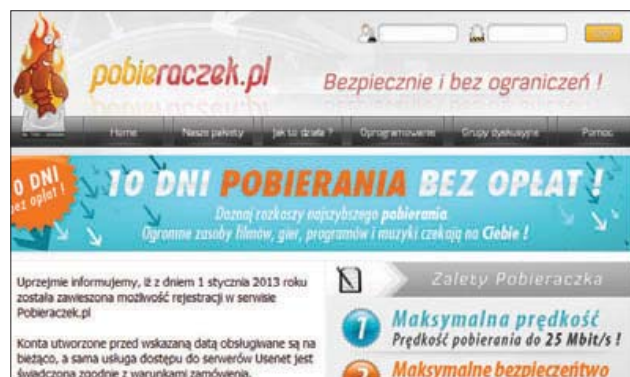 pobieraczek.pl
Bezpiecznie i bez ograniczeń !
Home Nasze pakiety Jak to działa ? Oprogramowanie Grupy dyskusyjne Pomoc
0 DNI
bez opłat !
10 DNI POBIERANIA BEZ OPŁAT !
Doznaj rozkoszy najszybszego pobierania
Ogromne zasoby filmów, gier, programów i muzyki czekają na Ciebie !
Uprzejmie informujemy, iż z dniem 1 stycznia 2013 roku
została zawieszona możliwość rejestracji w serwisie
Pobieraczek.pl
Konta utworzone przed wskazaną datą obsługiwane są na
bieżąco, a sama usługa dostępu do serwerów Usenet jest
świadczona zgodnie z warunkami zamówienia.
Zalety Pobieraczka
1 Maksymalna prędkość
Prędkość pobierania do 25 Mbit/s !
2 Maksymalne bezpieczeństwo